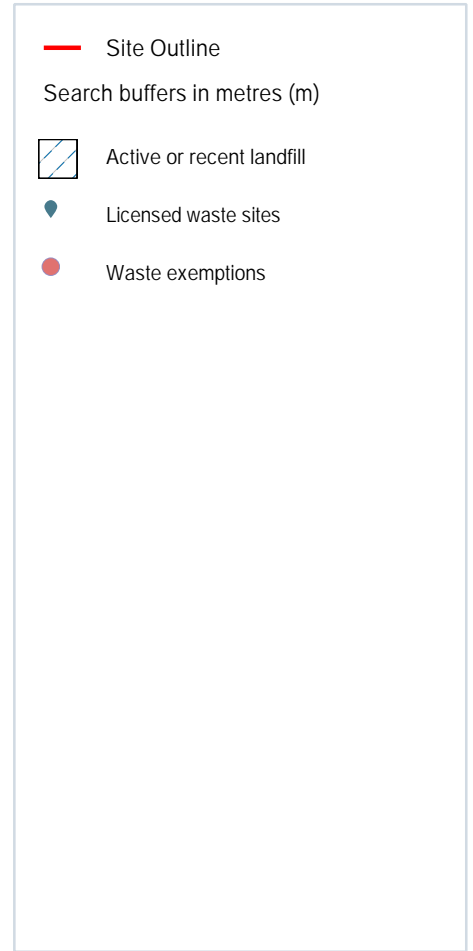 Site Outline
Search buffers in metres (m)
Active or recent landfill
Licensed waste sites
Waste exemptions